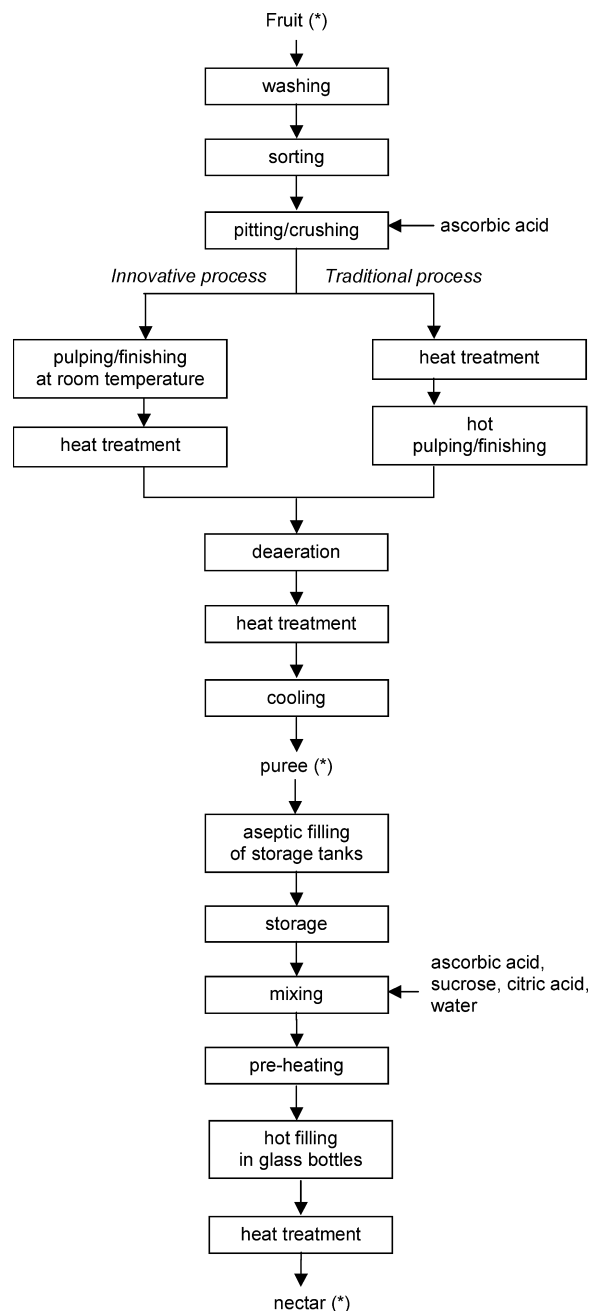 Fruit (*)
washing
sorting
pitting/crushing
ascorbic acid
Innovative process
Traditional process
pulping/finishing
at room temperature
heat treatment
heat treatment
hot
pulping/finishing
deaeration
heat treatment
cooling
puree (*)
aseptic filling
of storage tanks
storage
mixing
ascorbic acid,
sucrose, citric acid,
water
pre-heating
hot filling
in glass bottles
heat treatment
nectar (*)